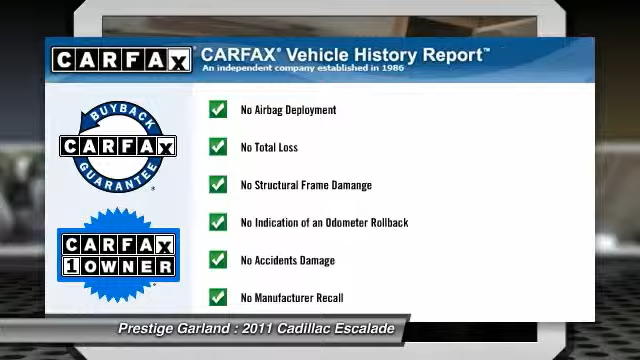 CARFAX
CARFAX® Vehicle History Report™
An independent company established in 1986
BUYBACK
CARFAX
GUARANTEE
CARFAX
1 OWNER
No Airbag Deployment
No Total Loss
No Structural Frame Damange
No Indication of an Odometer Rollback
No Accidents Damage
No Manufacturer Recall
Prestige Garland : 2011 Cadillac Escalade